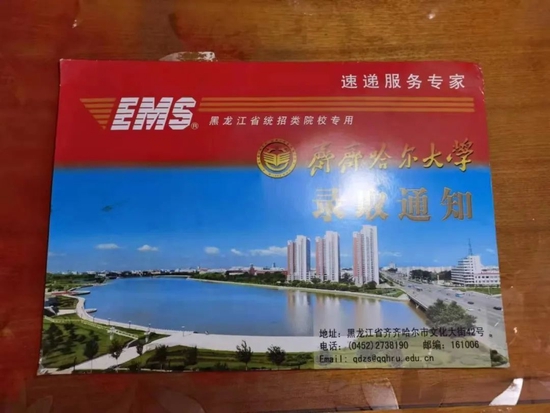 速递服务专家
EMS®
黑龙江省统招类院校专用
齐齐哈尔大学
录取通知
地址：黑龙江省齐齐哈尔市文化大街42号
电话：(0452)2738190 邮编：161006
Email: qdzs@qqhru.edu.cn